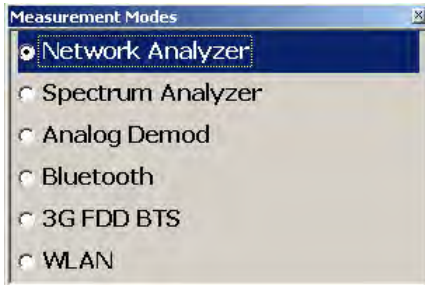 Measurement Modes
Network Analyzer
Spectrum Analyzer
Analog Demod
Bluetooth
3G FDD BTS
WLAN